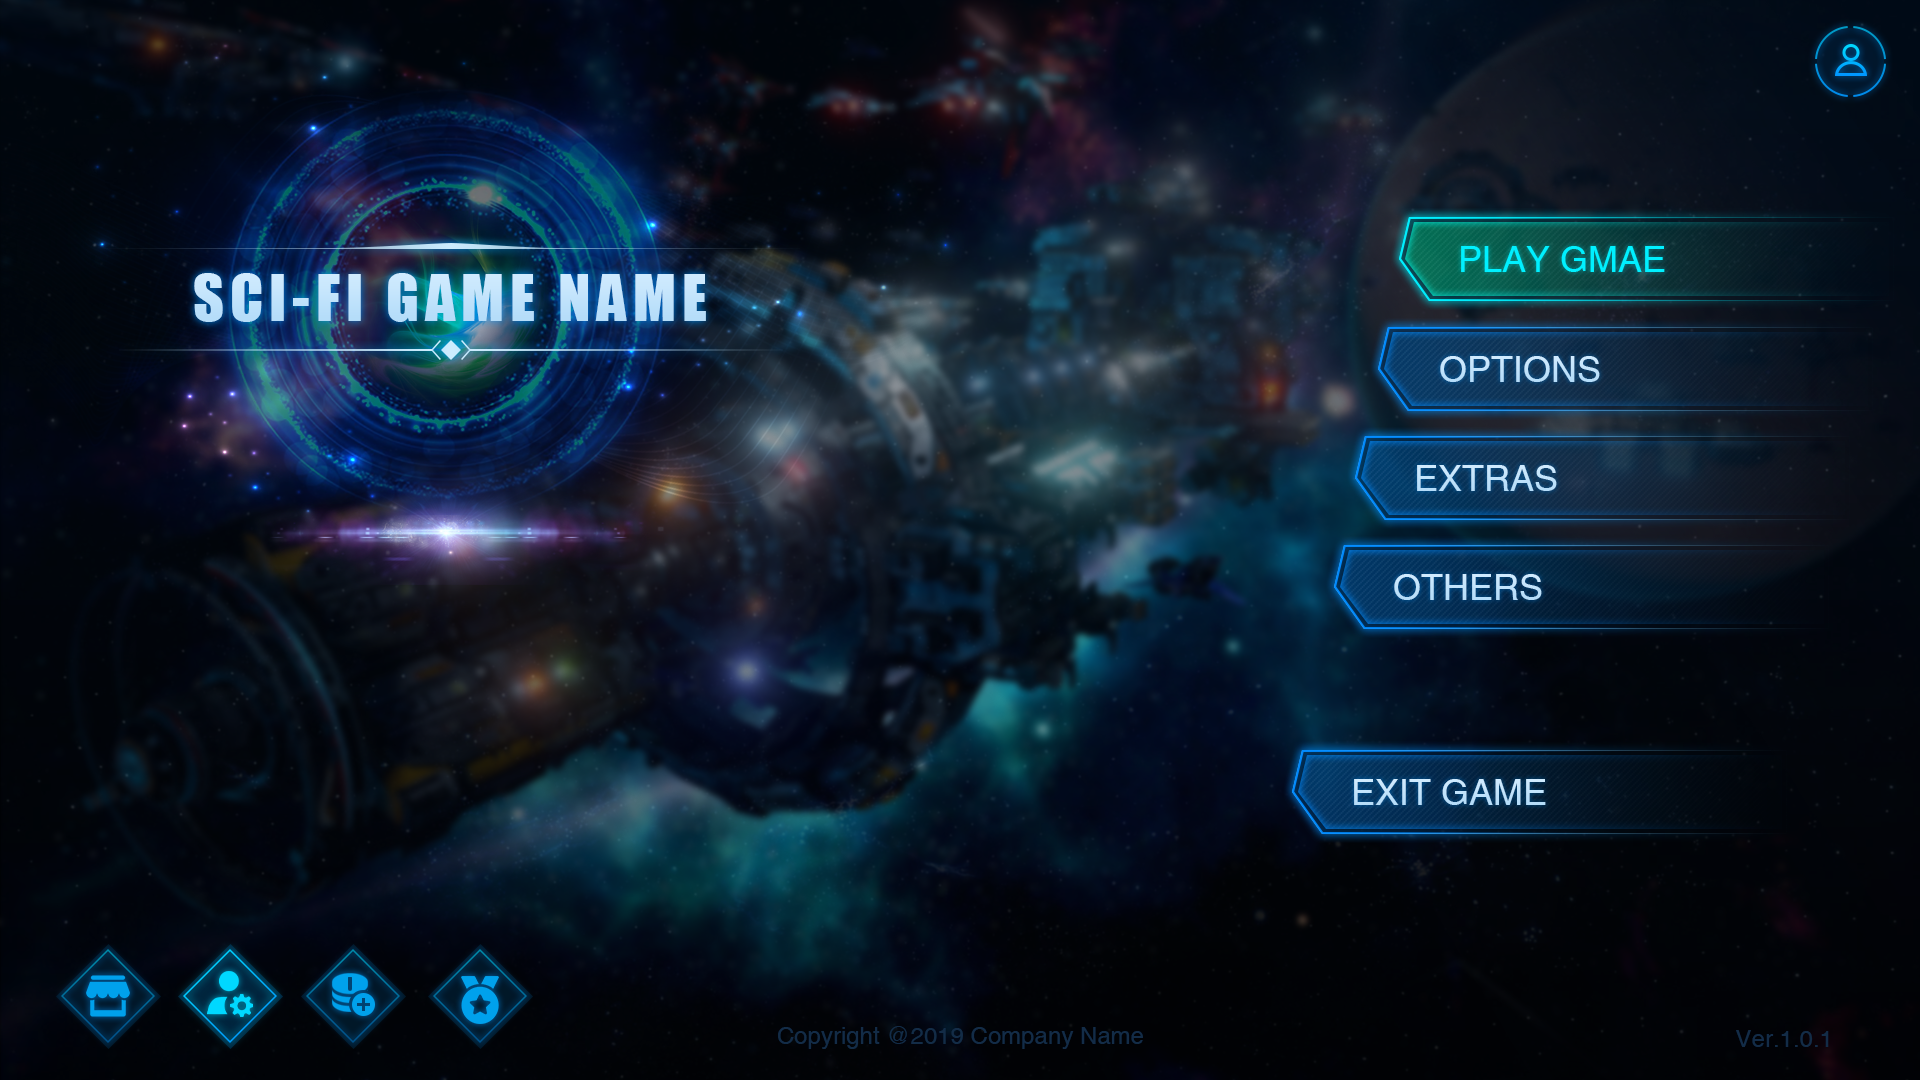 SCI-FI GAME NAME
PLAY GMAE
OPTIONS
EXTRAS
OTHERS
EXIT GAME
Copyright @2019 Company Name
Ver.1.0.1